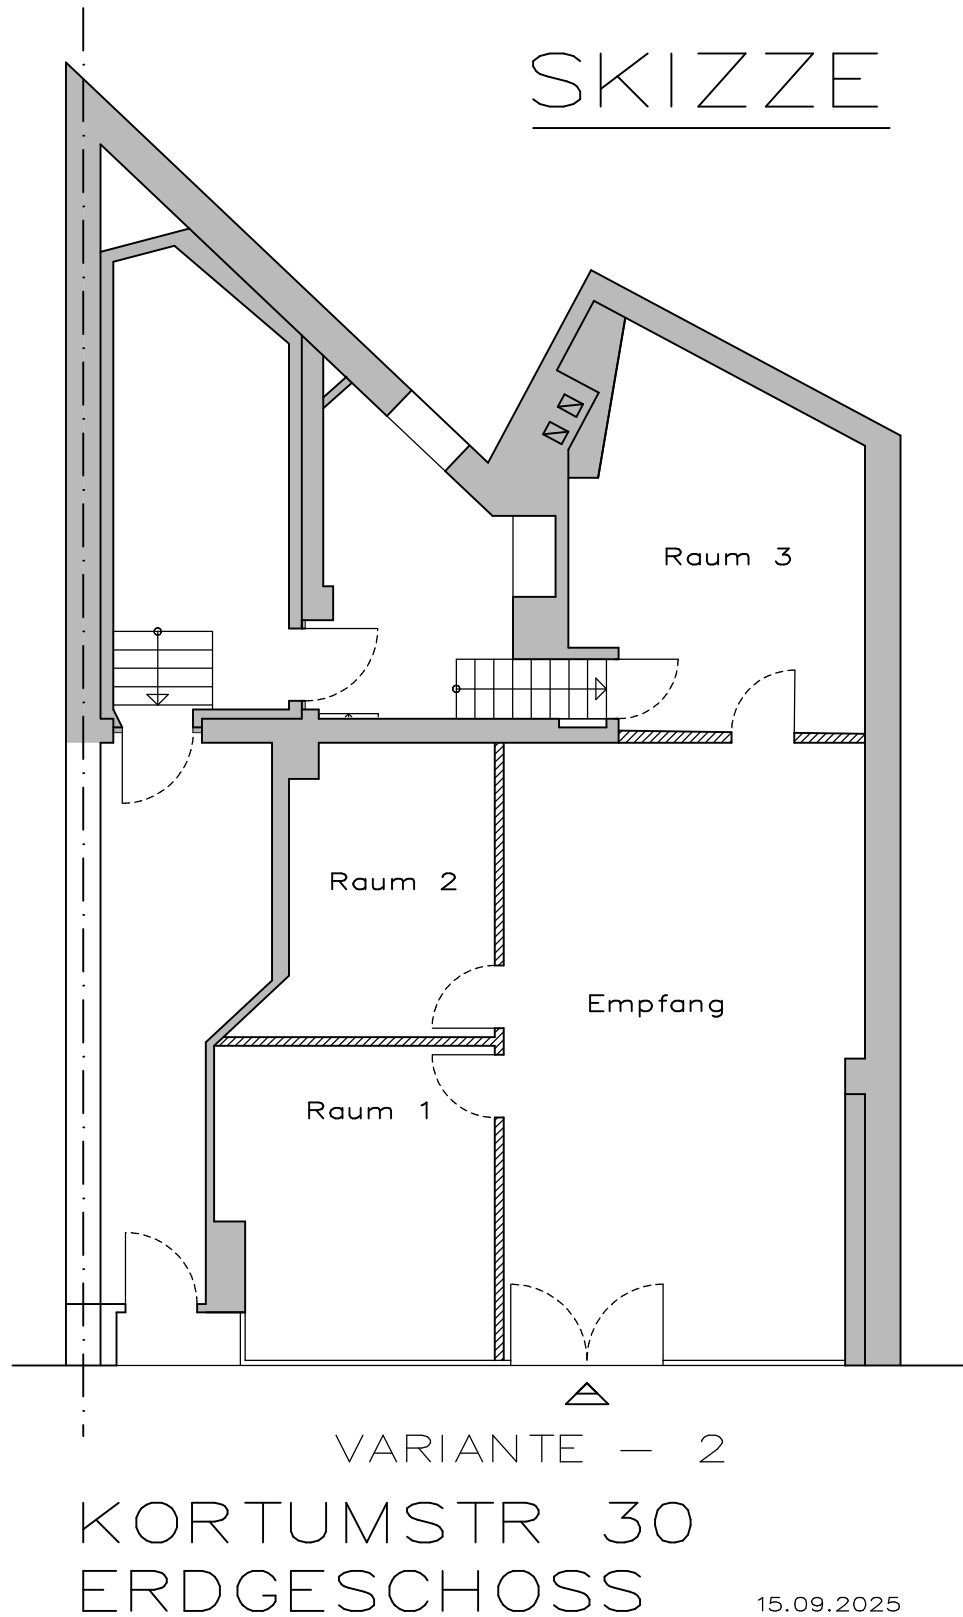 SKIZZE
Raum 3
Raum 2
Empfang
Raum 1
VARIANTE - 2
KORTUMSTR 30
ERDGESCHOSS
15.09.2025